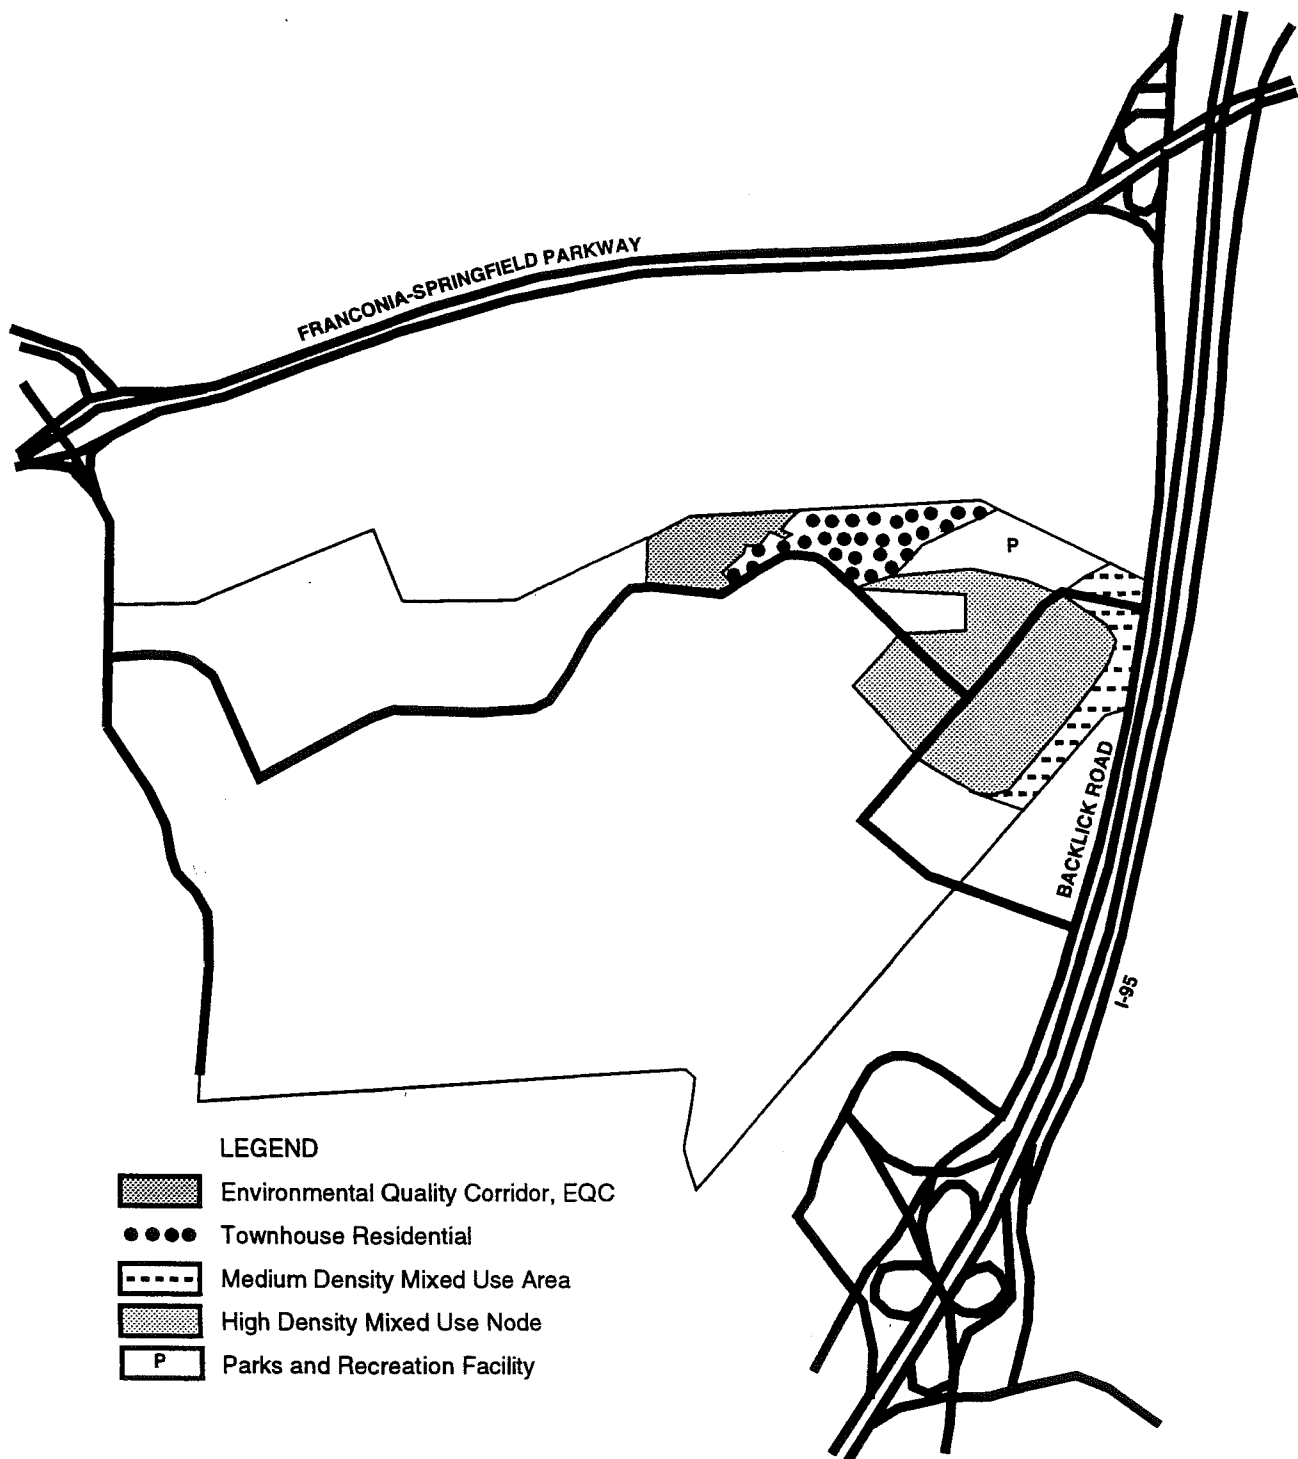 FRANCONIA-SPRINGFIELD PARKWAY
P
BACKLICK ROAD
I-95
LEGEND
Environmental Quality Corridor, EQC
Townhouse Residential
Medium Density Mixed Use Area
High Density Mixed Use Node
P Parks and Recreation Facility